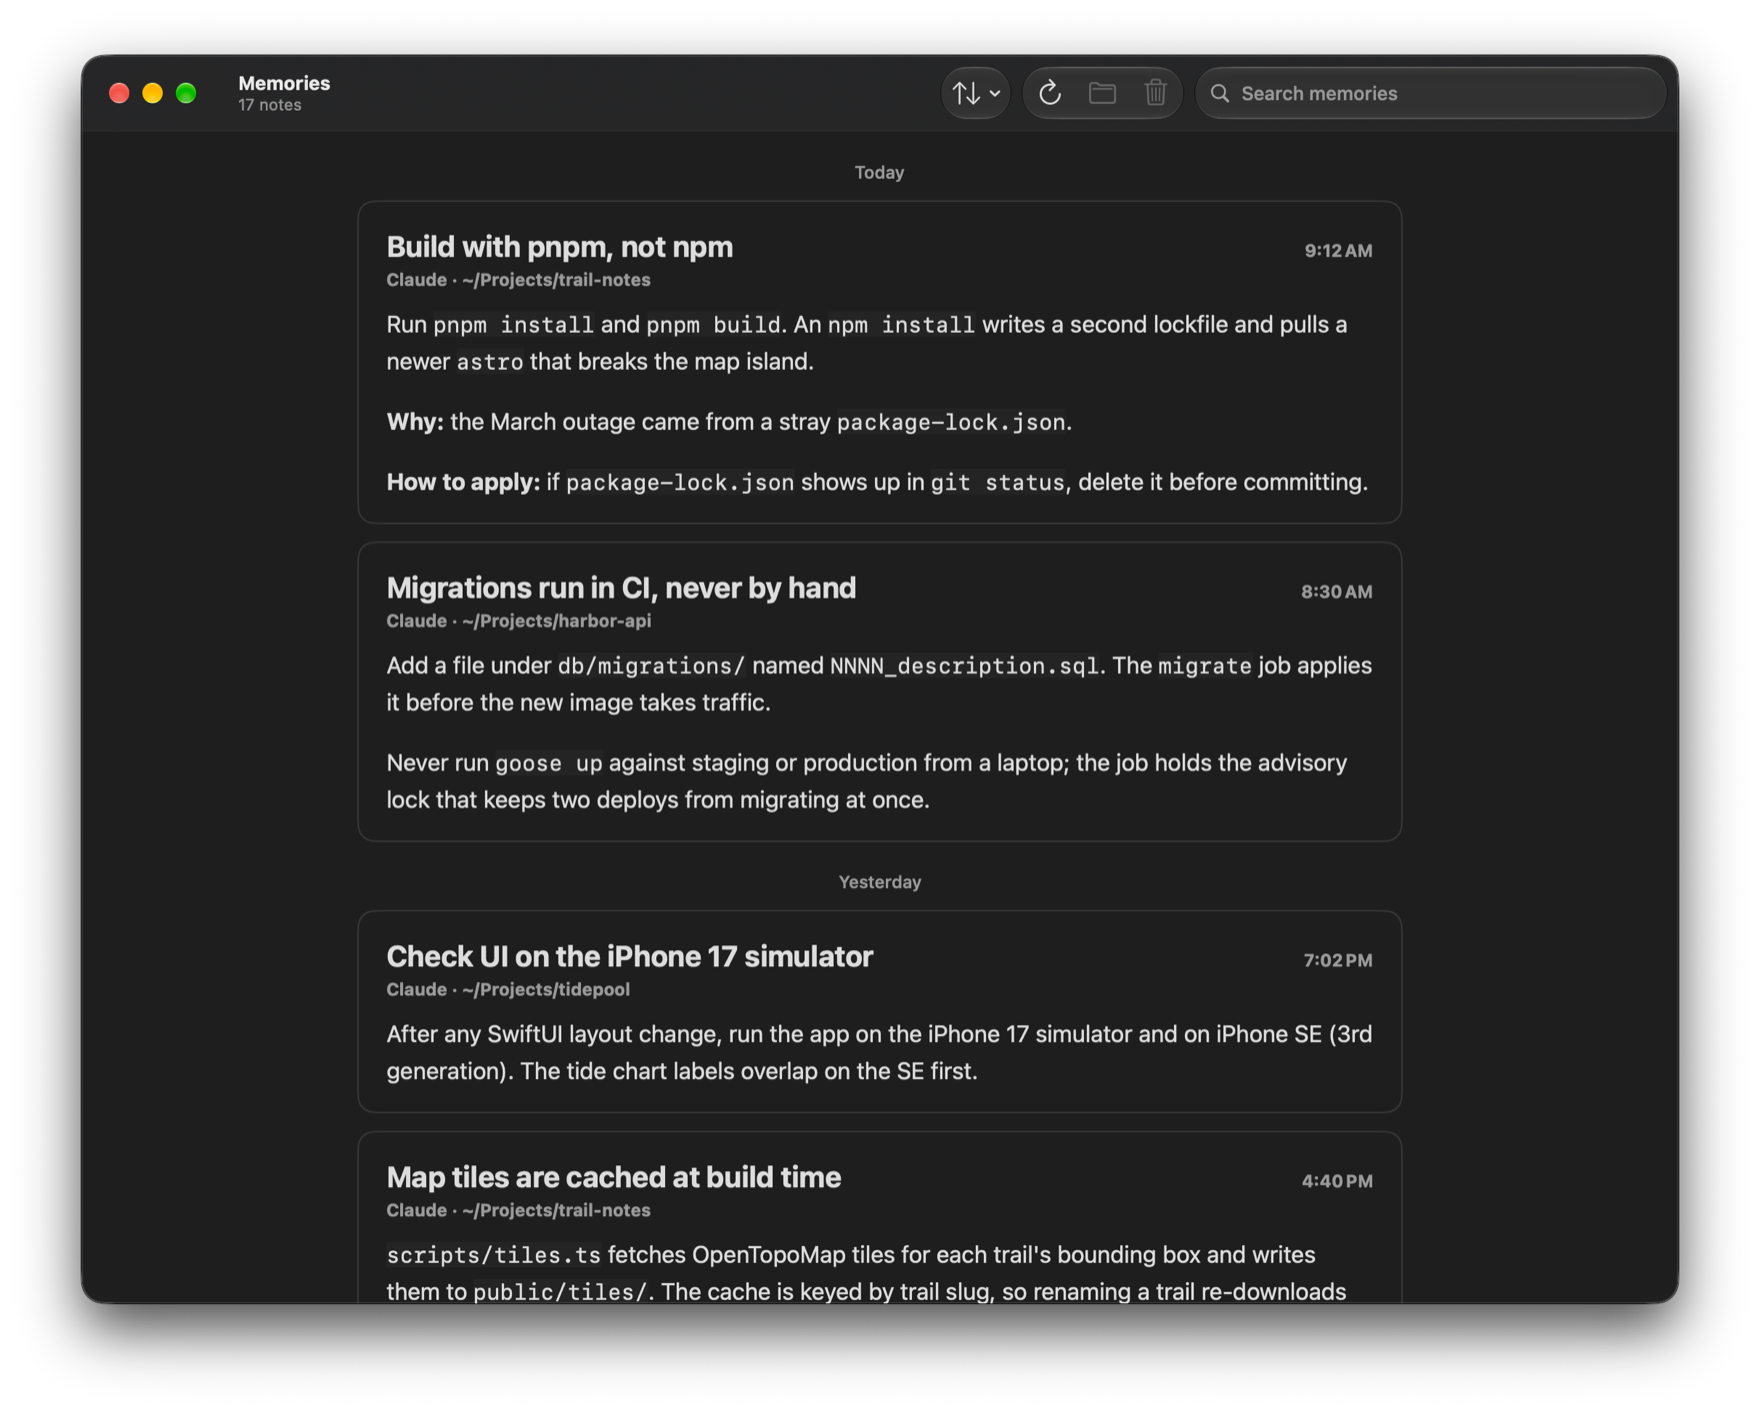 Memories
17 notes
Search memories
Today
Build with pnpm, not npm
9:12 AM
Claude · ~/Projects/trail-notes
Run pnpm install and pnpm build. An npm install writes a second lockfile and pulls a
newer astro that breaks the map island.
Why: the March outage came from a stray package-lock.json.
How to apply: if package-lock.json shows up in git status, delete it before committing.
Migrations run in CI, never by hand
8:30 AM
Claude · ~/Projects/harbor-api
Add a file under db/migrations/ named NNNN_description.sql. The migrate job applies
it before the new image takes traffic.
Never run goose up against staging or production from a laptop; the job holds the advisory
lock that keeps two deploys from migrating at once.
Yesterday
Check UI on the iPhone 17 simulator
7:02 PM
Claude · ~/Projects/tidepool
After any SwiftUI layout change, run the app on the iPhone 17 simulator and on iPhone SE (3rd
generation). The tide chart labels overlap on the SE first.
Map tiles are cached at build time
4:40 PM
Claude · ~/Projects/trail-notes
scripts/tiles.ts fetches OpenTopoMap tiles for each trail's bounding box and writes
them to public/tiles/. The cache is keyed by trail slug, so renaming a trail re-downloads